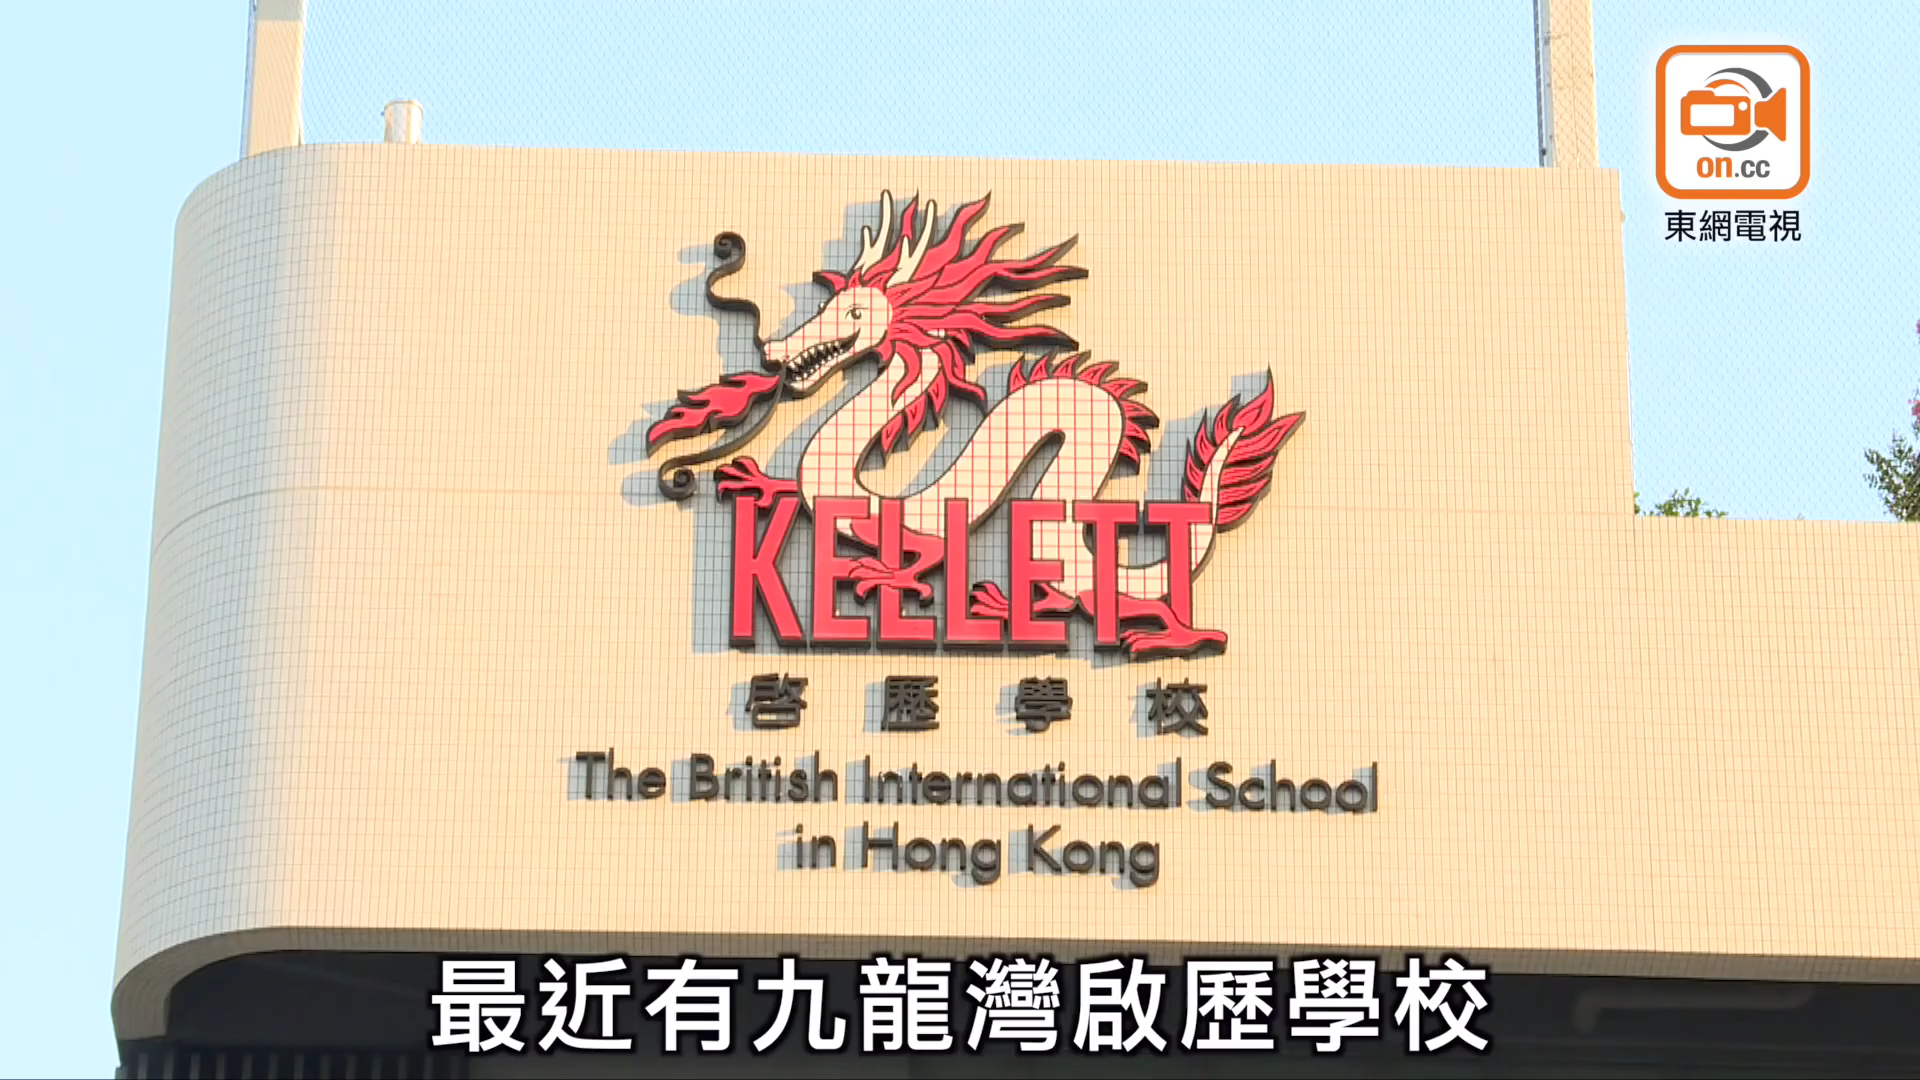 on.cc
東網電視
KELLETT
啓歷學校
The British International School
in Hong Kong
最近有九龍灣啟歷學校